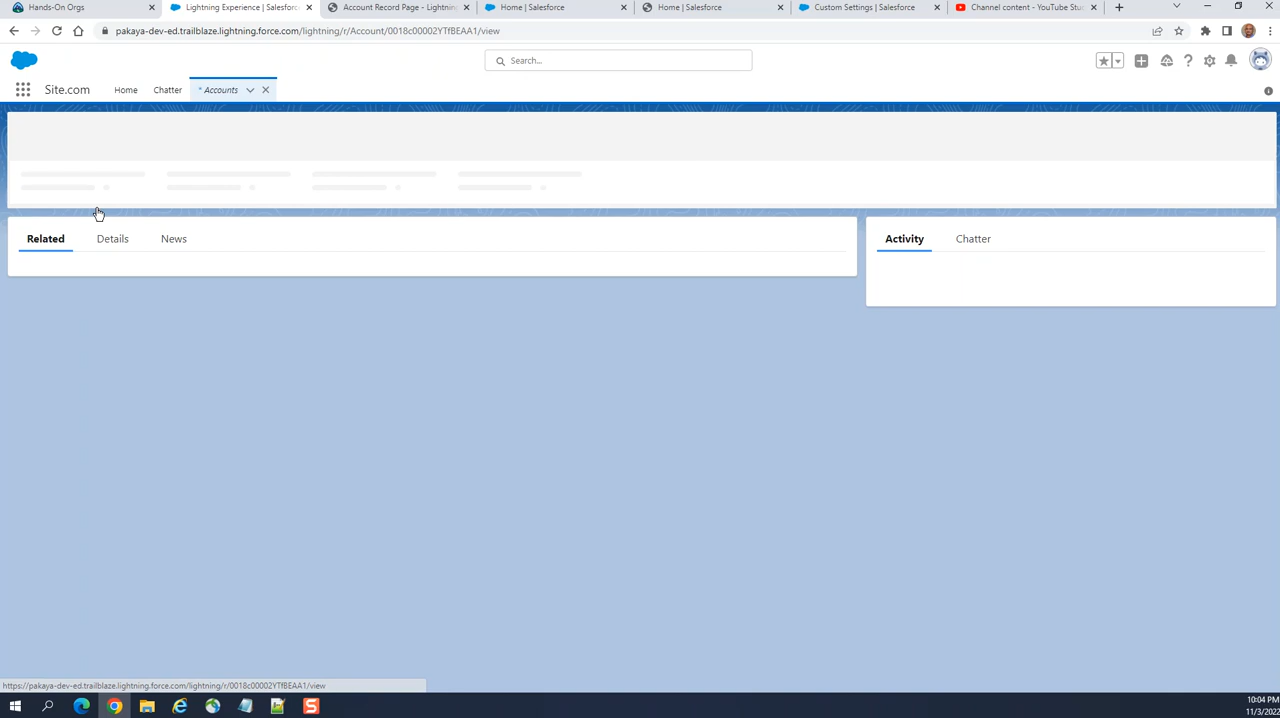 Hands-On Orgs
Lightning Experience | Salesforc
Account Record Page - Lightning
Home | Salesforce
Home | Salesforce
Custom Settings | Salesforce
Channel content - YouTube Stu
pakaya-dev-ed.trailblaze.lightning.force.com/lightning/r/Account/0018c00002YTfBEAA1/view
Search...
Site.com
Home
Chatter
* Accounts
Related
Details
News
Activity
Chatter
https://pakaya-dev-ed.trailblaze.lightning.force.com/lightning/r/0018c00002YTfBEAA1/view
10:04 PM
11/3/2022